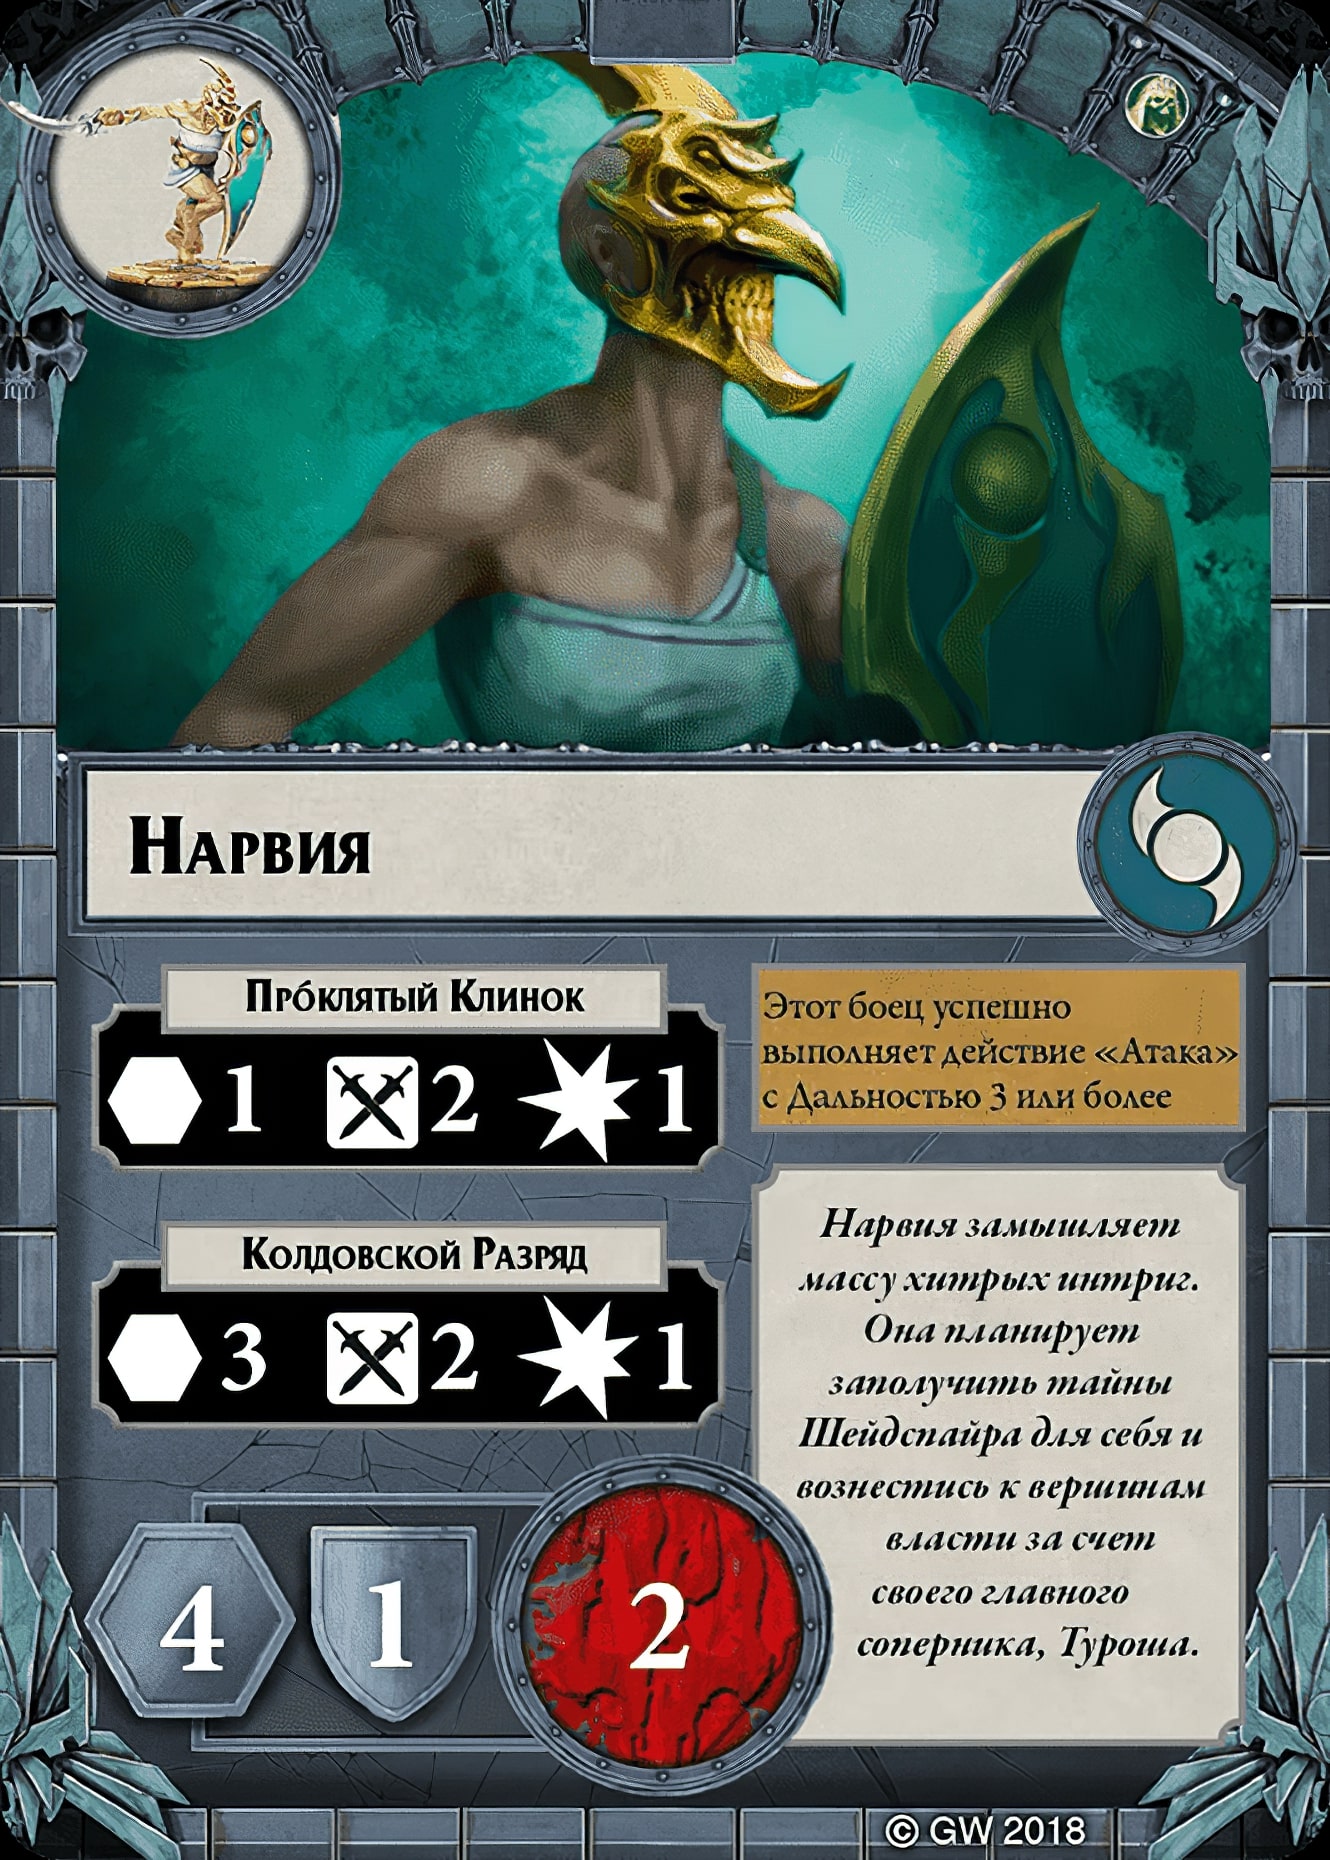 Нарвия
Прóклятый Клинок
1 2 1
Этот боец успешно
выполняет действие «Атака»
с Дальностью 3 или более
Колдовской Разряд
3 2 1
Нарвия замышляет
массу хитрых интриг.
Она планирует
заполучить тайны
Шейдспайра для себя и
вознестись к вершинам
власти за счет
своего главного
соперника, Туроша.
4 1 2
© GW 2018